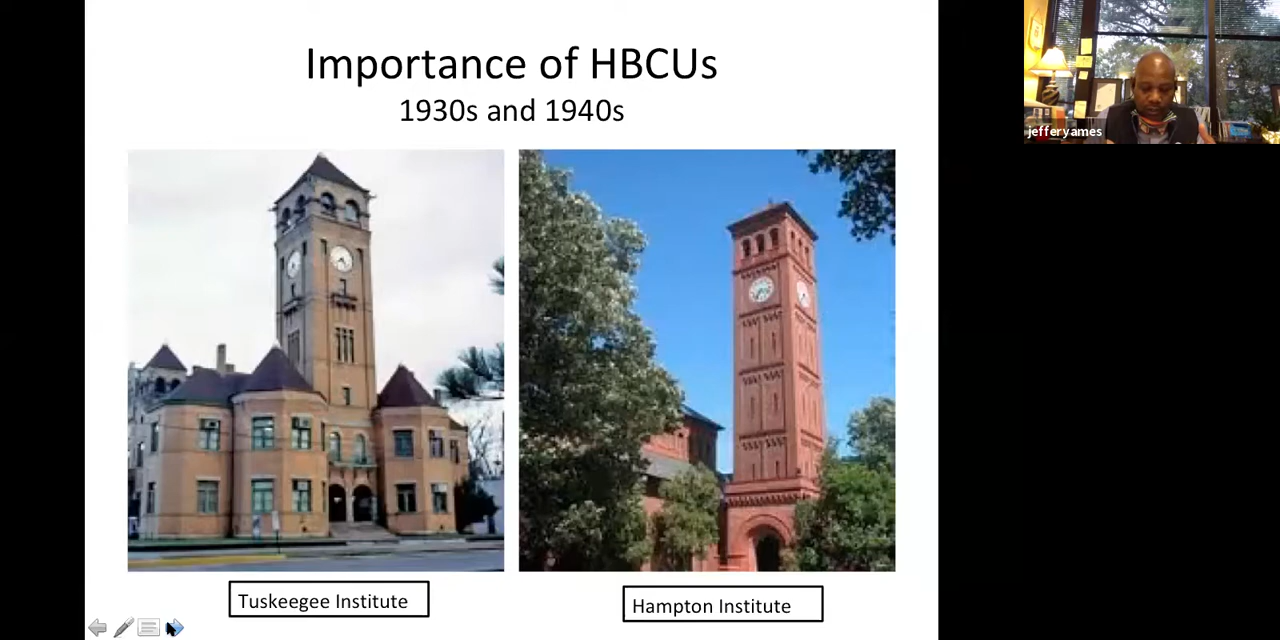 Importance of HBCUs
1930s and 1940s
jefferyames
Tuskeegee Institute
Hampton Institute